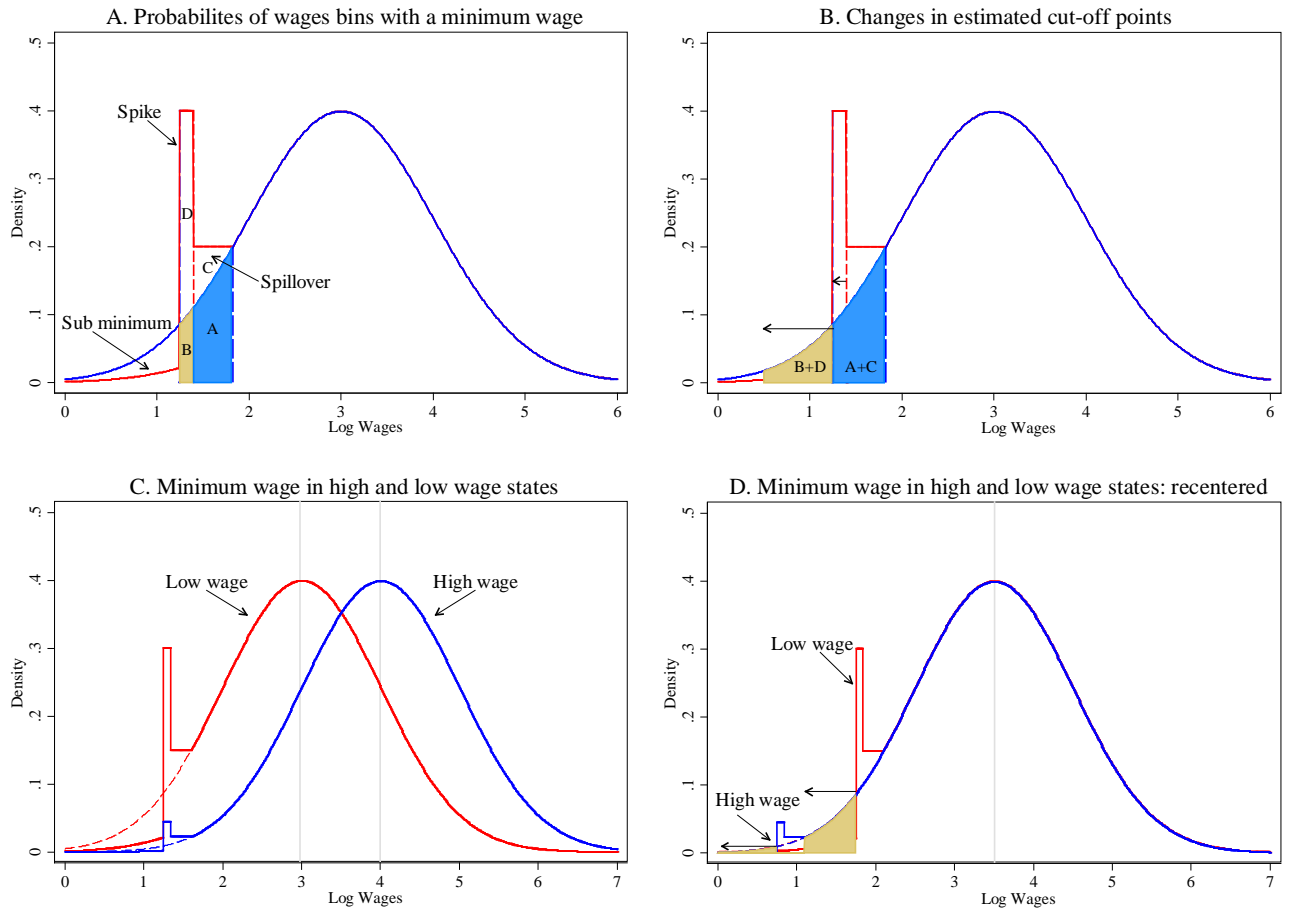 A. Probabilites of wages bins with a minimum wage
.5
.4
.3
.2
.1
0
Density
Spike
D
C
Spillover
Sub minimum
A
B
0 1 2 3 4 5 6
Log Wages
B. Changes in estimated cut-off points
.5
.4
.3
.2
.1
0
Density
B+D
A+C
0 1 2 3 4 5 6
Log Wages
C. Minimum wage in high and low wage states
.5
.4
.3
.2
.1
0
Density
Low wage
High wage
0 1 2 3 4 5 6 7
Log Wages
D. Minimum wage in high and low wage states: recentered
.5
.4
.3
.2
.1
0
Density
Low wage
High wage
0 1 2 3 4 5 6 7
Log Wages